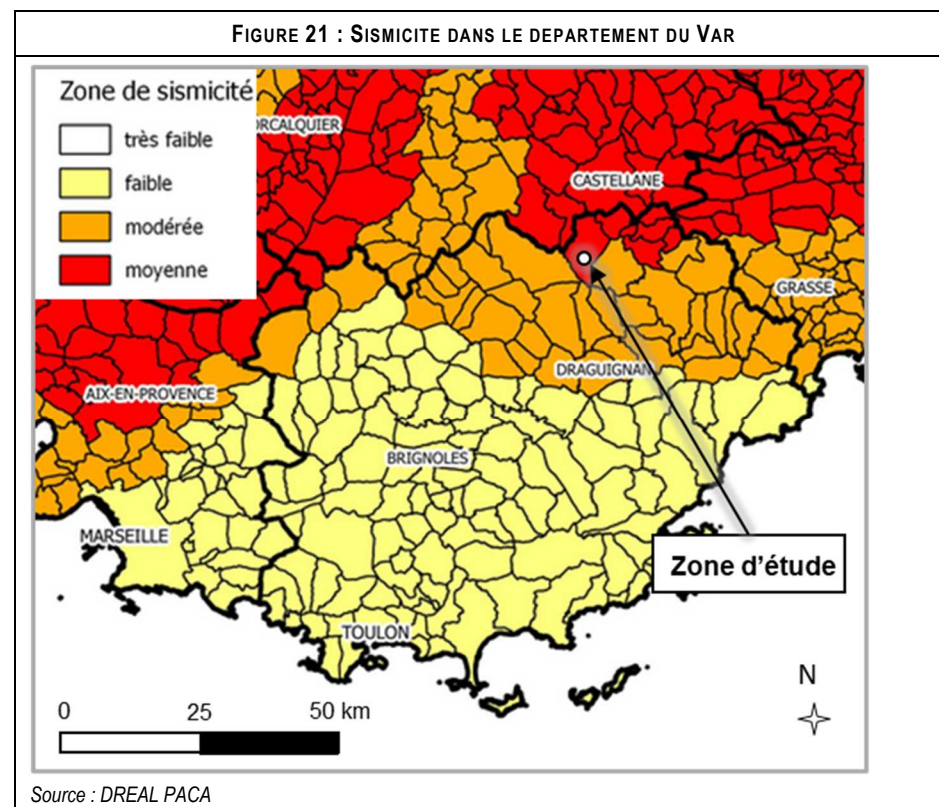 FIGURE 21 : SISMICITE DANS LE DEPARTEMENT DU VAR
Zone de sismicité
très faible
faible
modérée
moyenne
ORCALQUIER
CASTELLANE
GRASSE
DRAGUIGNAN
AIX-EN-PROVENCE
BRIGNOLES
MARSEILLE
Zone d'étude
TOULON
N
0 25 50 km
Source : DREAL PACA